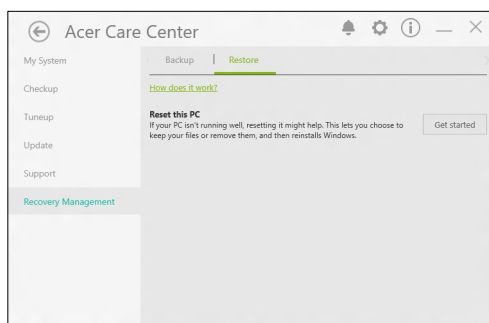 Acer Care Center
My System
Backup | Restore
Checkup
How does it work?
Reset this PC
If your PC isn't running well, resetting it might help. This lets you choose to
keep your files or remove them, and then reinstalls Windows.
Get started
Tuneup
Update
Support
Recovery Management